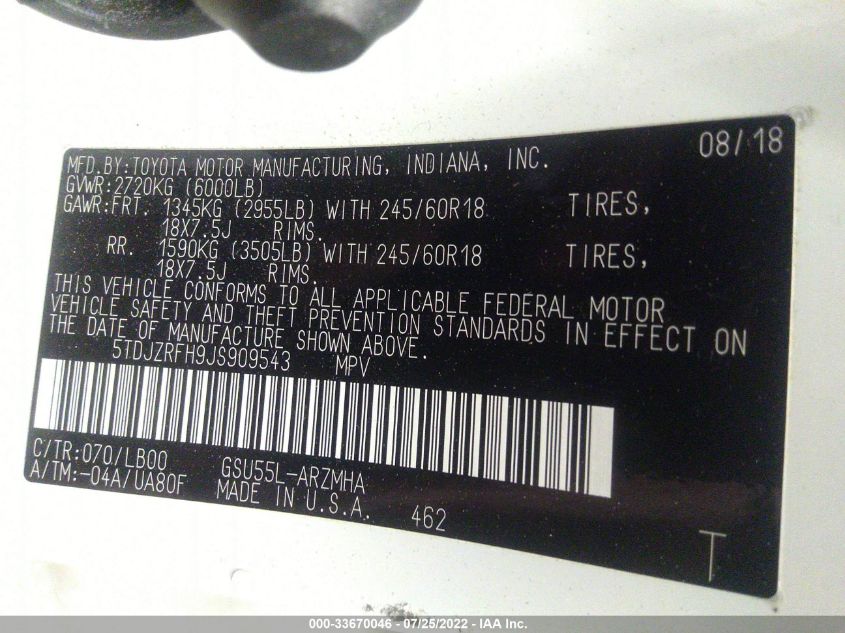 08/18
MFD.BY:TOYOTA MOTOR MANUFACTURING, INDIANA, INC.
GVWR:2720KG (6000LB)
GAWR:FRT. 1345KG (2955LB) WITH 245/60R18 TIRES,
18X7.5J RIMS.
RR. 1590KG (3505LB) WITH 245/60R18 TIRES,
18X7.5J RIMS.
THIS VEHICLE CONFORMS TO ALL APPLICABLE FEDERAL MOTOR
VEHICLE SAFETY AND THEFT PREVENTION STANDARDS IN EFFECT ON
THE DATE OF MANUFACTURE SHOWN ABOVE.
5TDJZRFH9JS909543 MPV
C/TR:070/LB00 GSU55L-ARZMHA
A/TM:-04A/UA80F MADE IN U.S.A. 462
T
000-33670046 - 07/25/2022 - IAA Inc.